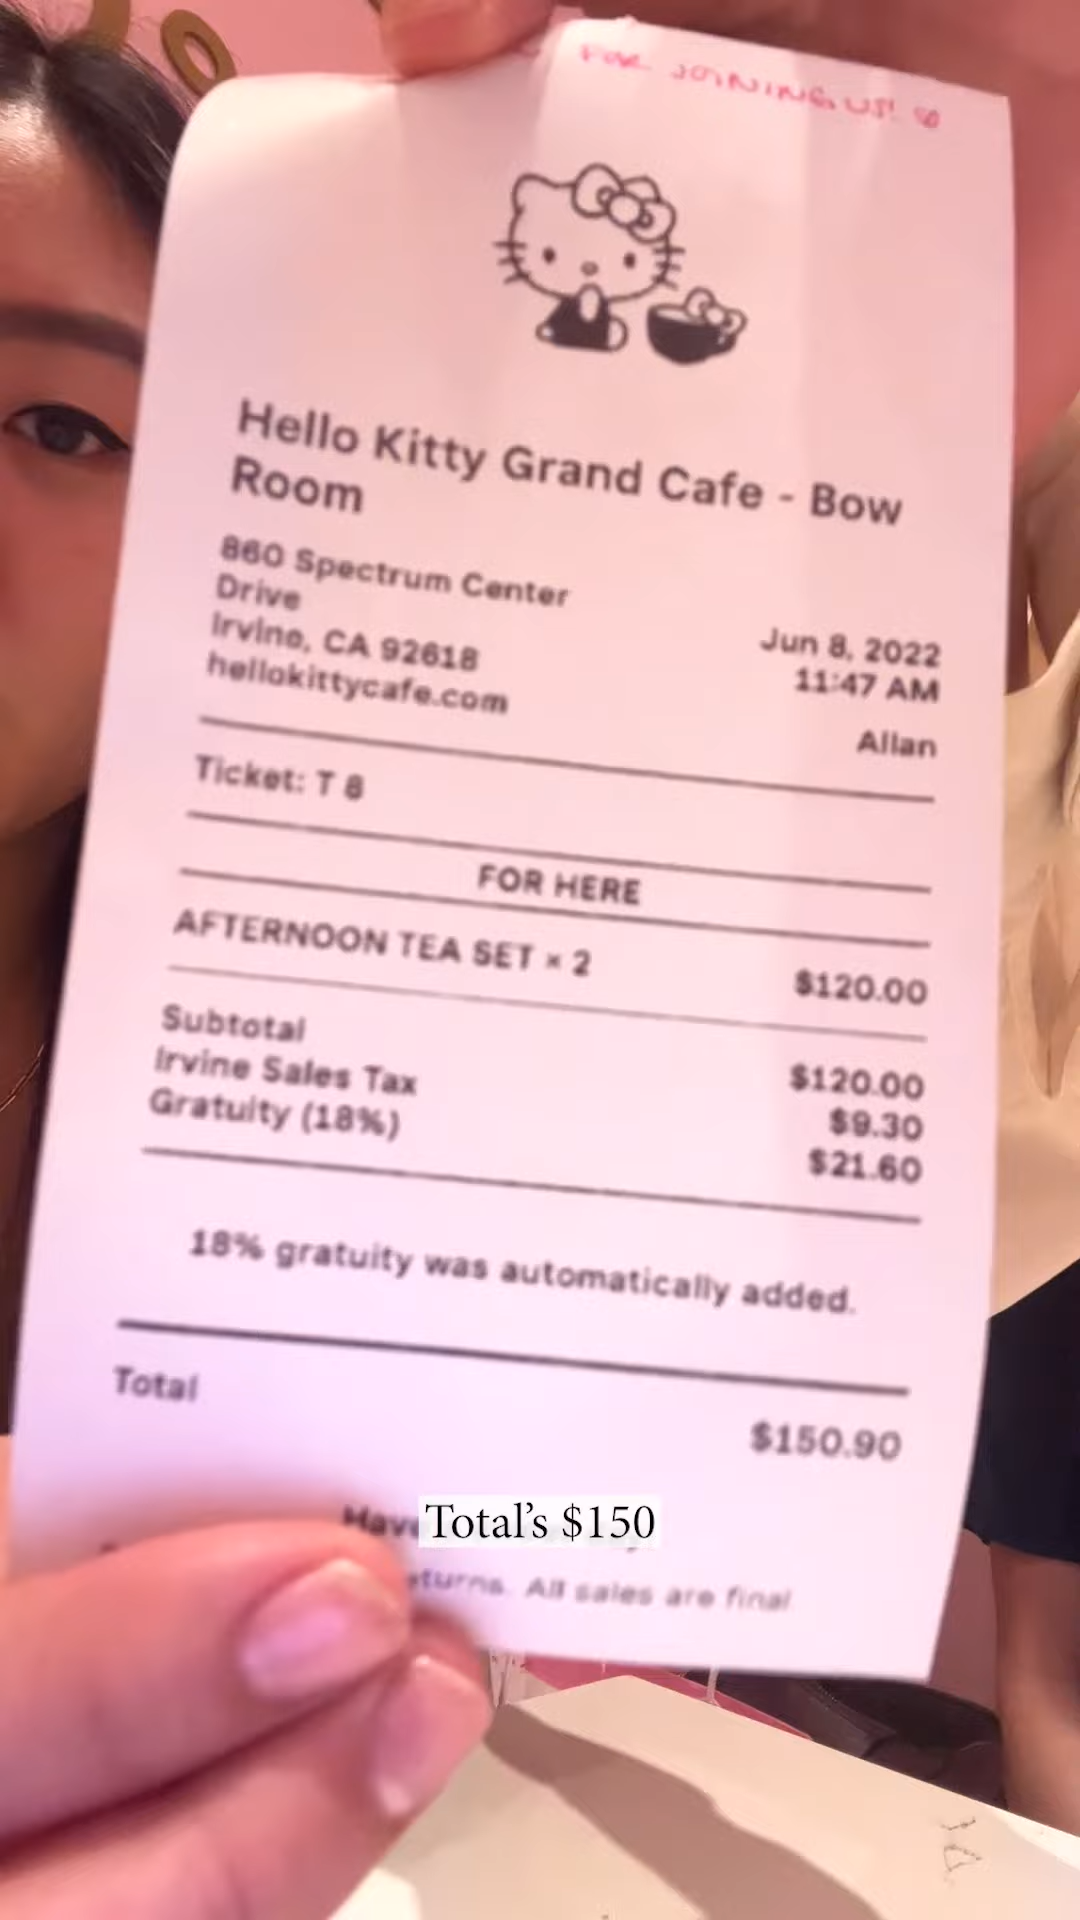 FOR JOINING US!
Hello Kitty Grand Cafe - Bow
Room
860 Spectrum Center
Drive
Irvine, CA 92618
hellokittycafe.com
Jun 8, 2022
11:47 AM
Allan
Ticket: T 8
FOR HERE
AFTERNOON TEA SET × 2 $120.00
Subtotal $120.00
Irvine Sales Tax $9.30
Gratuity (18%) $21.60
18% gratuity was automatically added.
Total $150.90
Total's $150
All sales are final